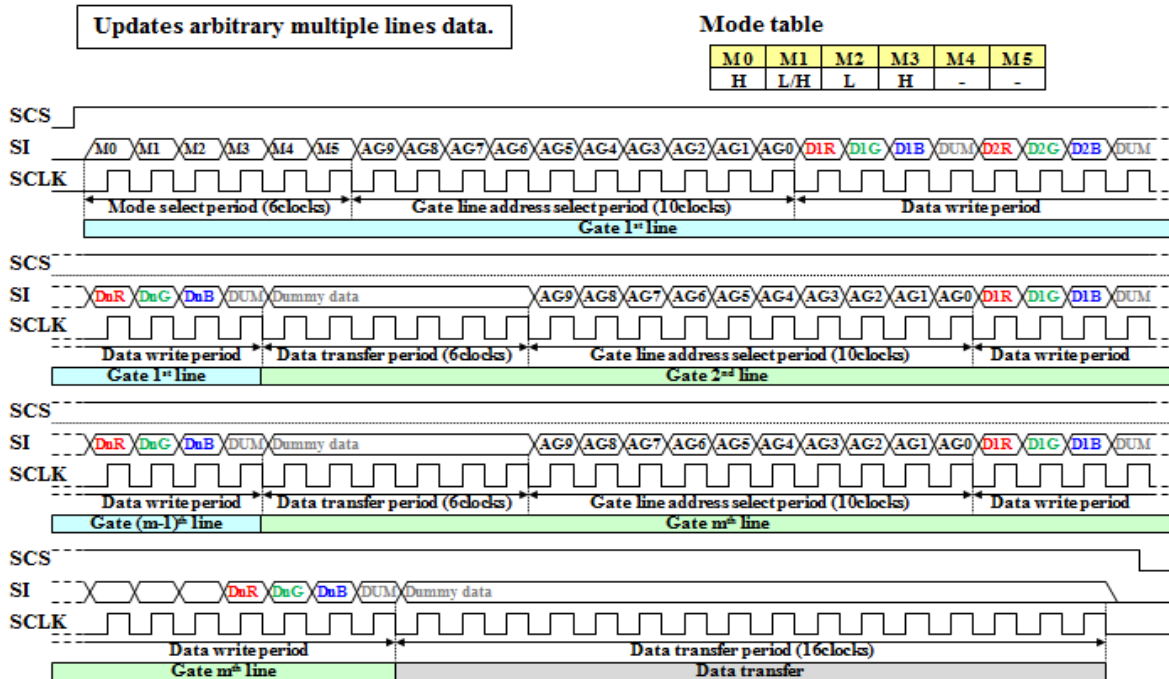 Updates arbitrary multiple lines data.
Mode table
M0 M1 M2 M3 M4 M5
H L/H L H - -
SCS
SI M0 M1 M2 M3 M4 M5 AG9 AG8 AG7 AG6 AG5 AG4 AG3 AG2 AG1 AG0 D1R D1G D1B DUM D2R D2G D2B DUM
SCLK
Mode select period (6clocks) Gate line address select period (10clocks) Data write period
Gate 1st line
SCS
SI DnR DnG DnB DUM Dummy data AG9 AG8 AG7 AG6 AG5 AG4 AG3 AG2 AG1 AG0 D1R D1G D1B DUM
SCLK
Data write period Data transfer period (6clocks) Gate line address select period (10clocks) Data write period
Gate 1st line Gate 2nd line
SCS
SI DnR DnG DnB DUM Dummy data AG9 AG8 AG7 AG6 AG5 AG4 AG3 AG2 AG1 AG0 D1R D1G D1B DUM
SCLK
Data write period Data transfer period (6clocks) Gate line address select period (10clocks) Data write period
Gate (m-1)th line Gate mth line
SCS
SI DnR DnG DnB DUM Dummy data
SCLK
Data write period Data transfer period (16clocks)
Gate mth line Data transfer